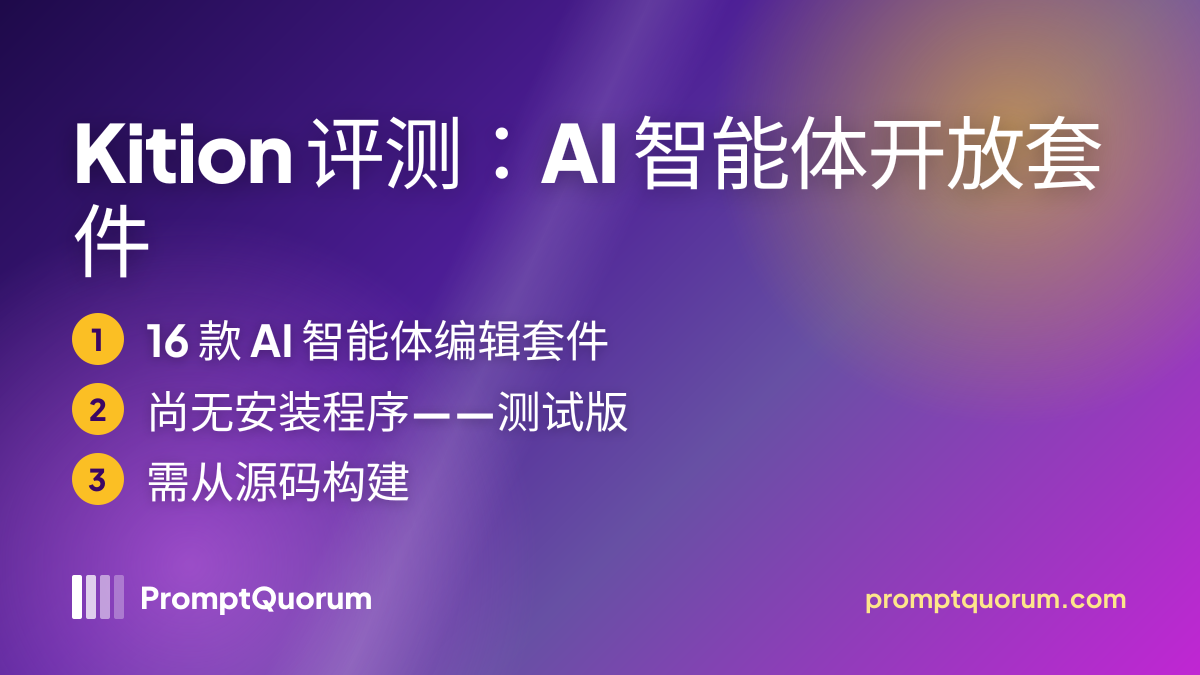 Kition 评测：AI 智能体开放套
件
1 16 款 AI 智能体编辑套件
2 尚无安装程序——测试版
3 需从源码构建
PromptQuorum
promptquorum.com